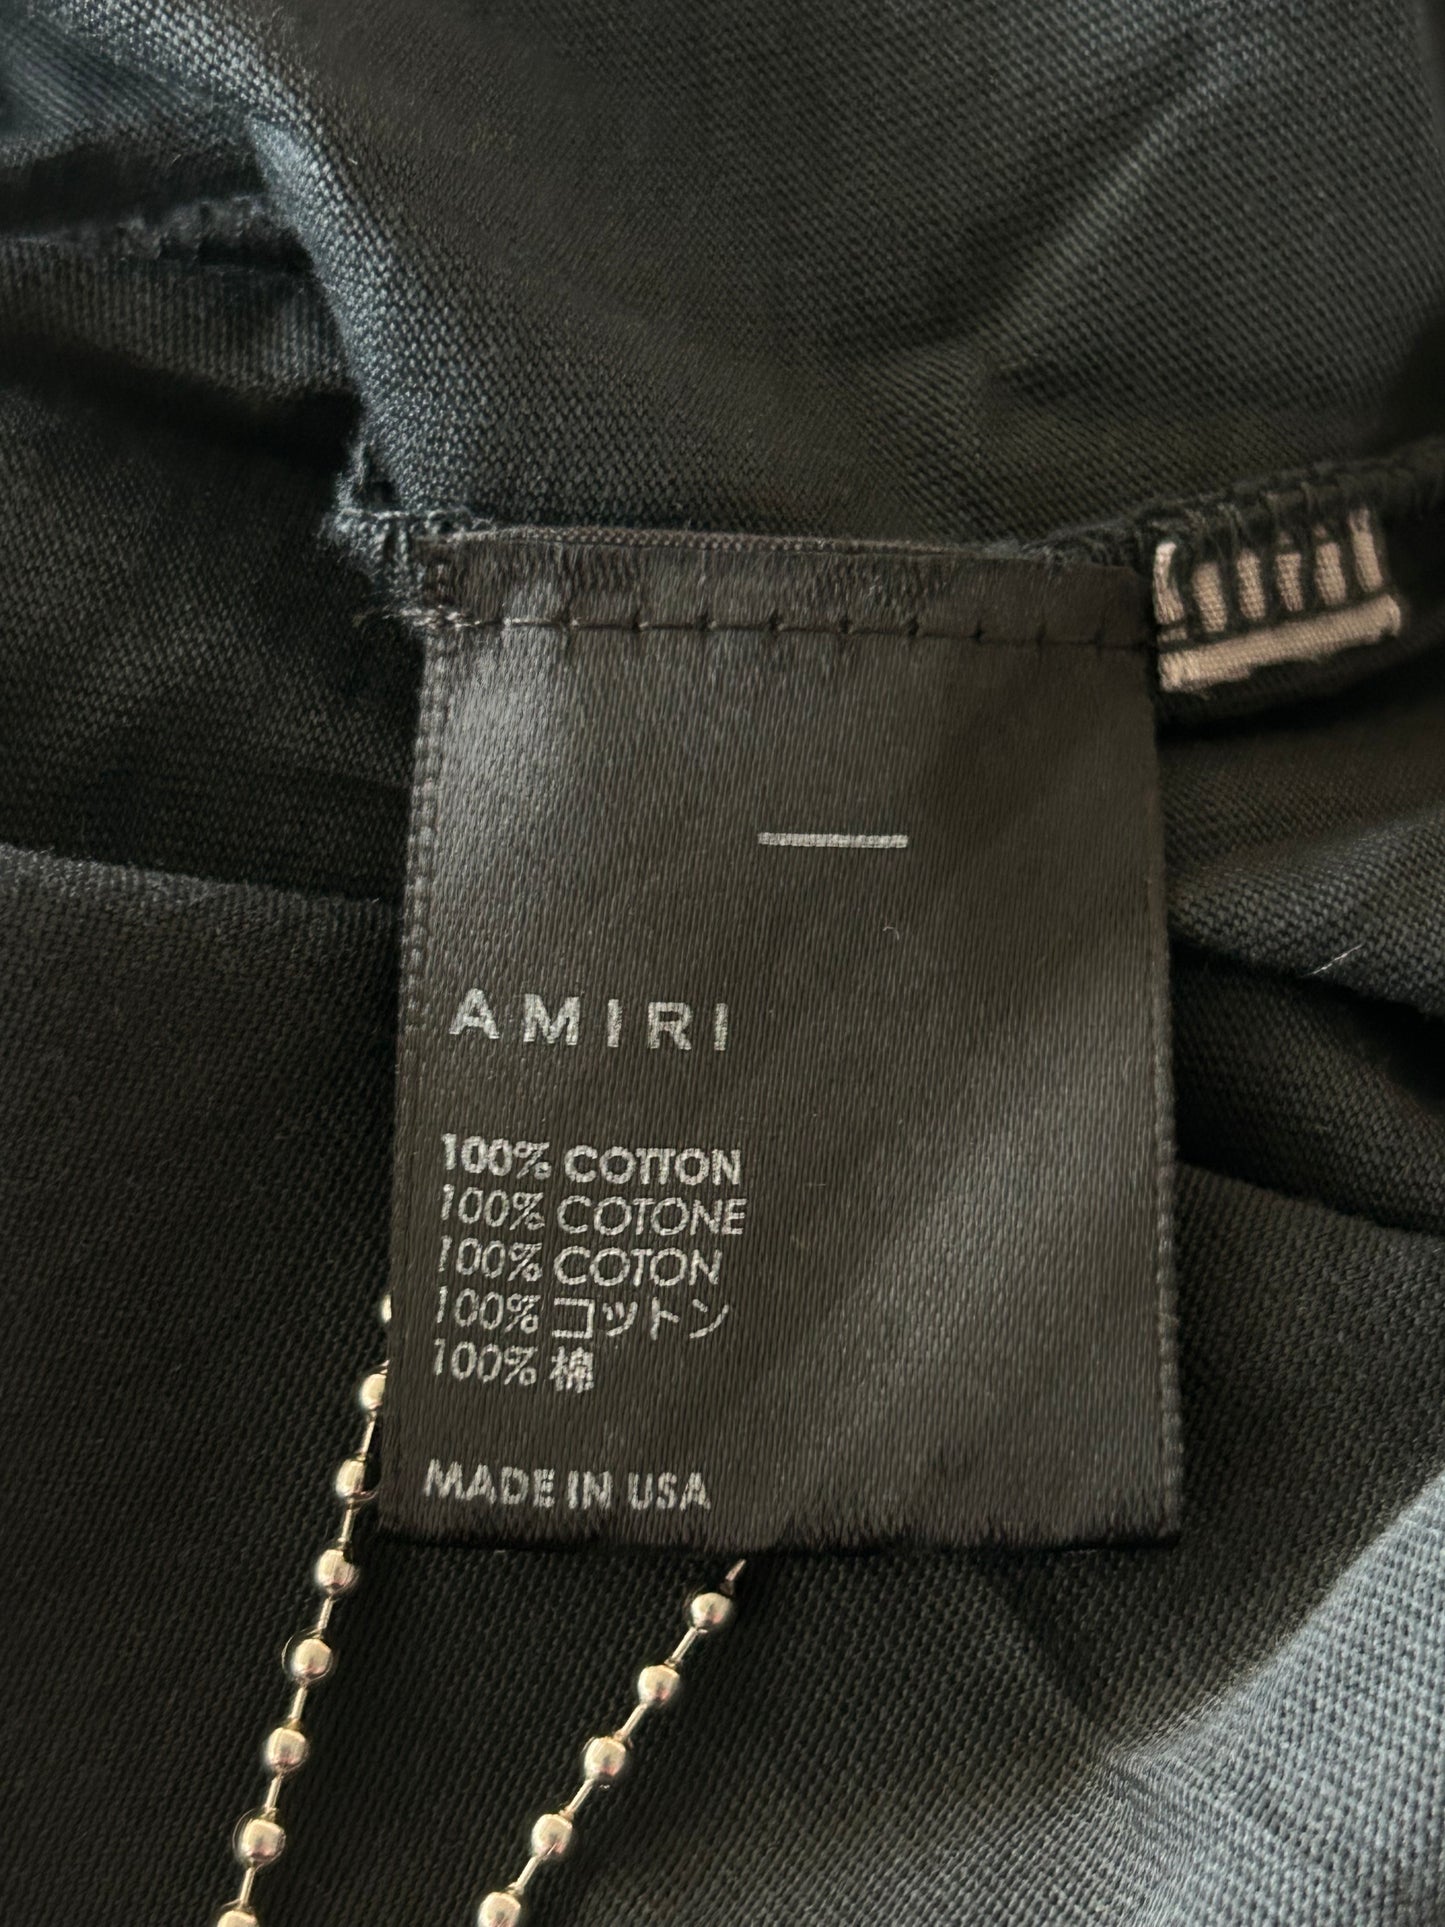 AMIRI
100% COTTON
100% COTONE
100% COTON
100% コットン
100% 棉
MADE IN USA